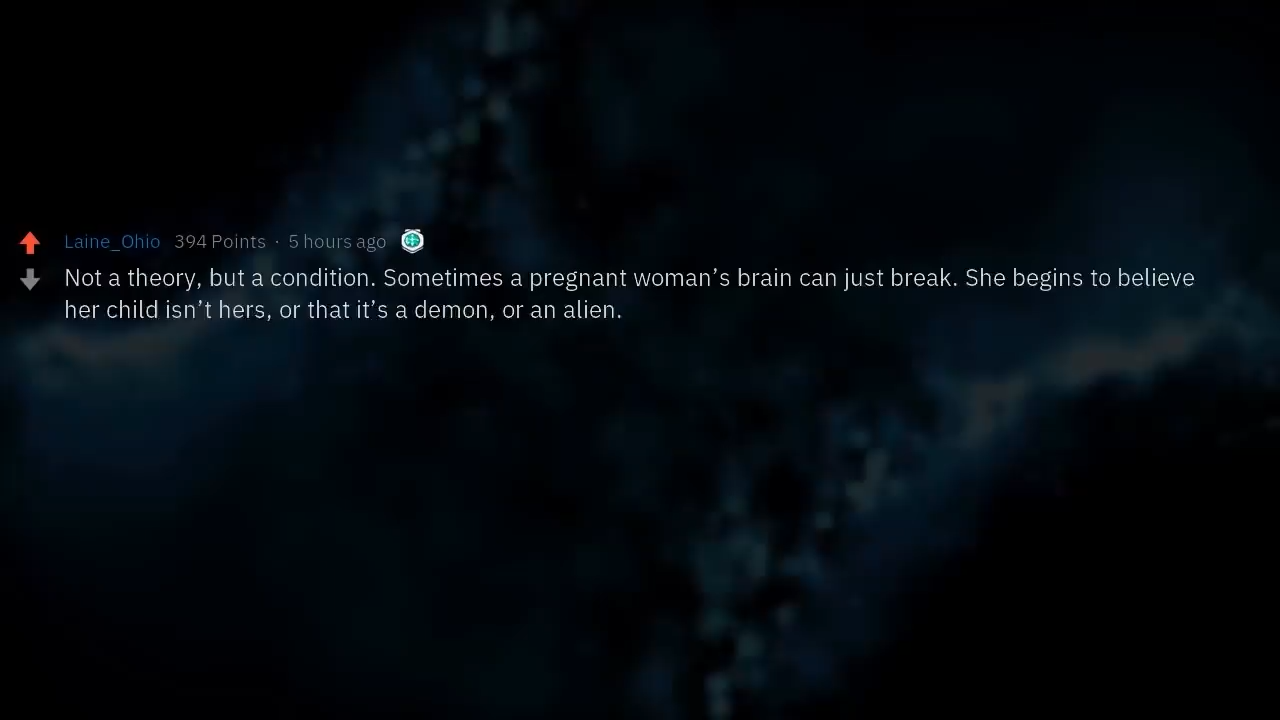 Laine_Ohio 394 Points · 5 hours ago
Not a theory, but a condition. Sometimes a pregnant woman’s brain can just break. She begins to believe
her child isn’t hers, or that it’s a demon, or an alien.